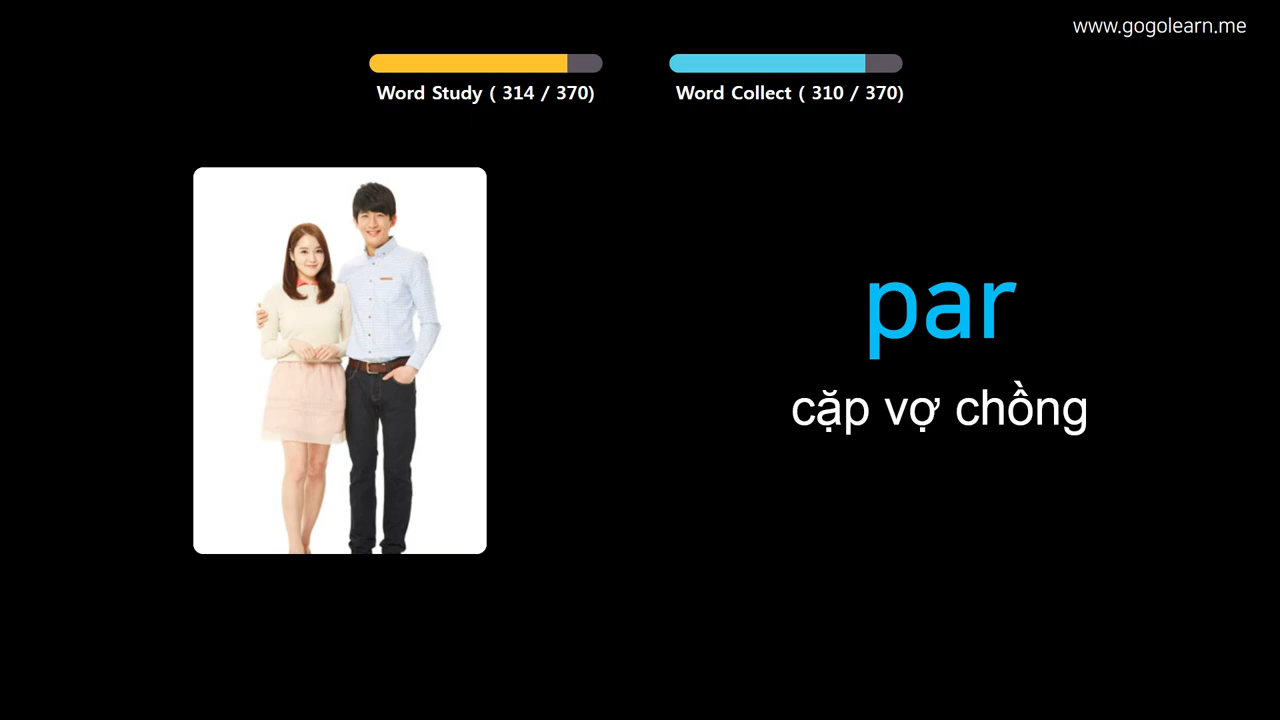 www.gogolearn.me
Word Study ( 314 / 370)
Word Collect ( 310 / 370)
par
cặp vợ chồng